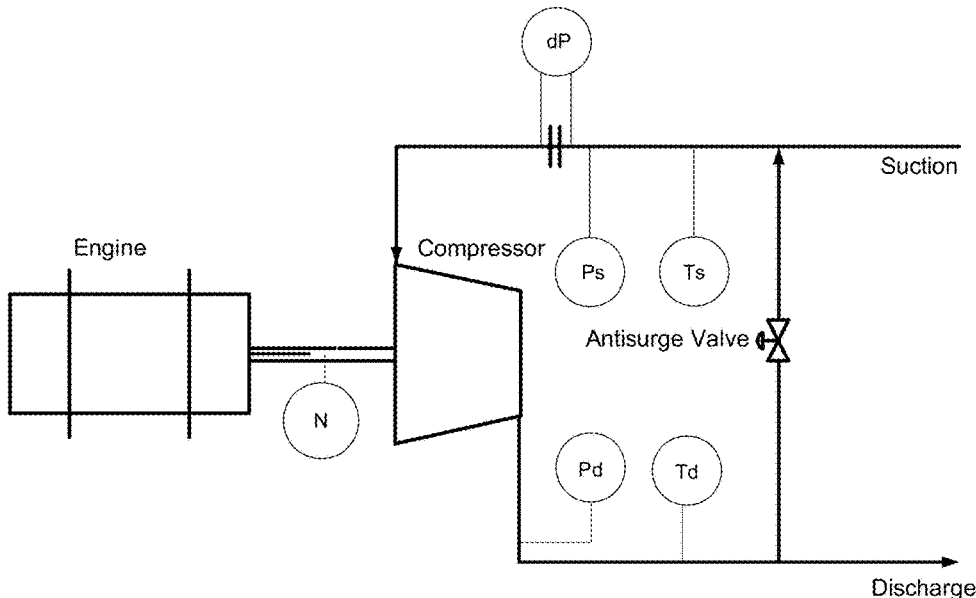 dP
Suction
Engine
Compressor
Ps
Ts
Antisurge Valve
N
Pd
Td
Discharge